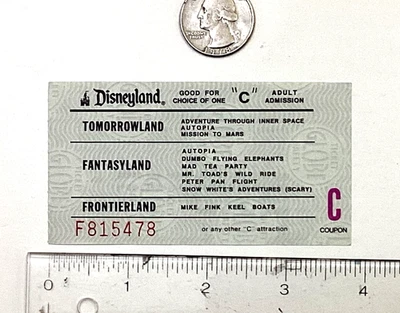 Disneyland® GOOD FOR CHOICE OF ONE "C" ADULT ADMISSION
TOMORROWLAND
ADVENTURE THROUGH INNER SPACE
AUTOPIA
MISSION TO MARS
FANTASYLAND
AUTOPIA
DUMBO FLYING ELEPHANTS
MAD TEA PARTY
MR. TOAD'S WILD RIDE
PETER PAN FLIGHT
SNOW WHITE'S ADVENTURES (SCARY)
FRONTIERLAND
MIKE FINK KEEL BOATS
C
COUPON
F815478
or any other "C" attraction
0 1 2 3 4